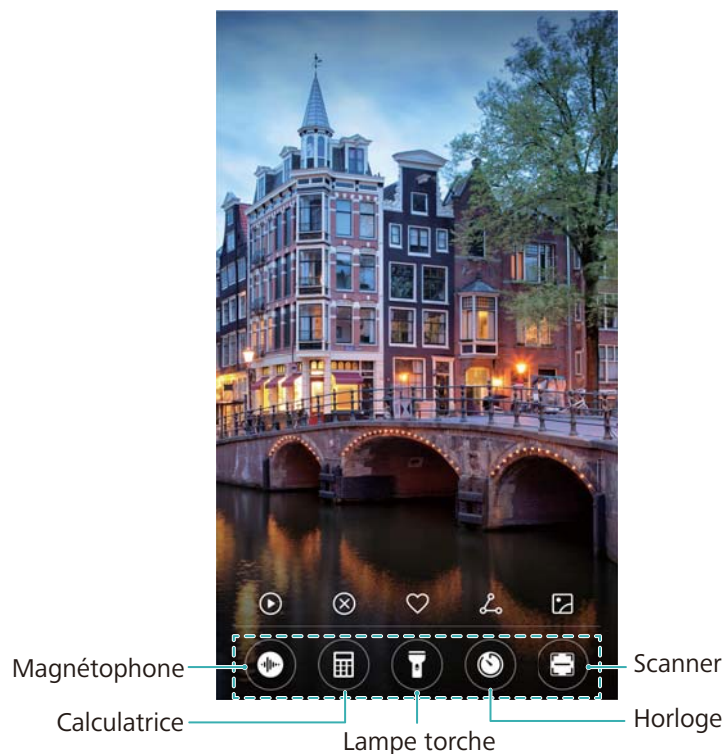 Magnétophone
Scanner
Calculatrice
Horloge
Lampe torche